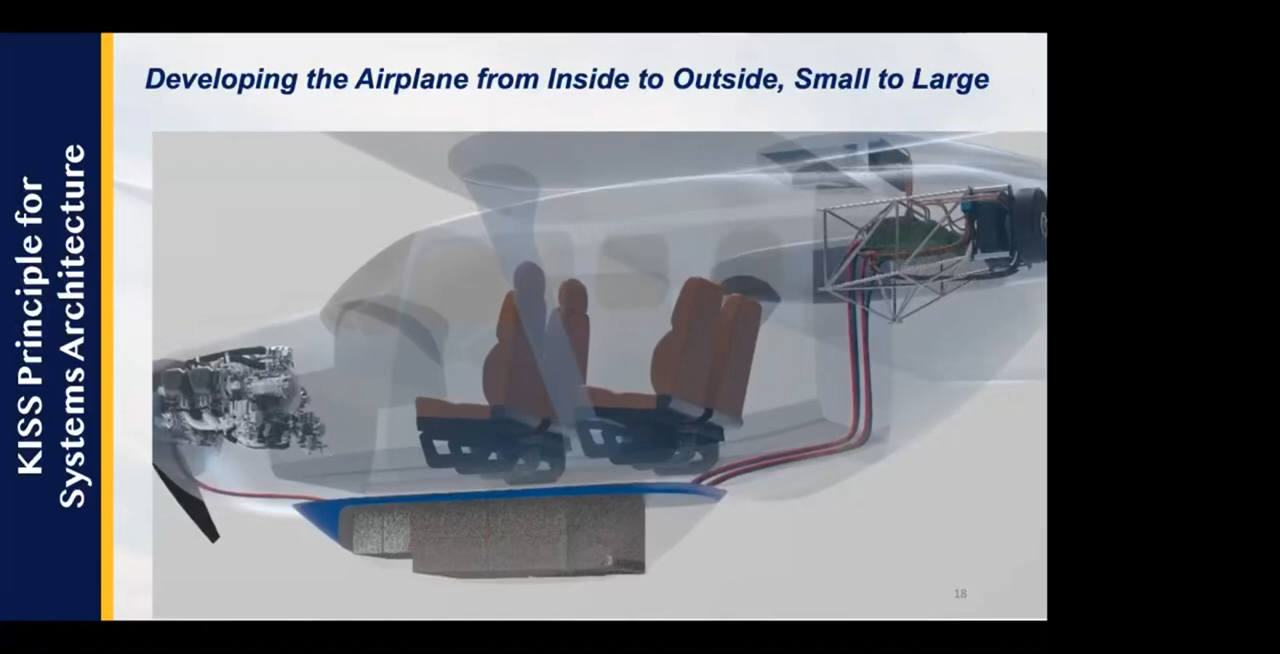 KISS Principle for
Systems Architecture
Developing the Airplane from Inside to Outside, Small to Large
18